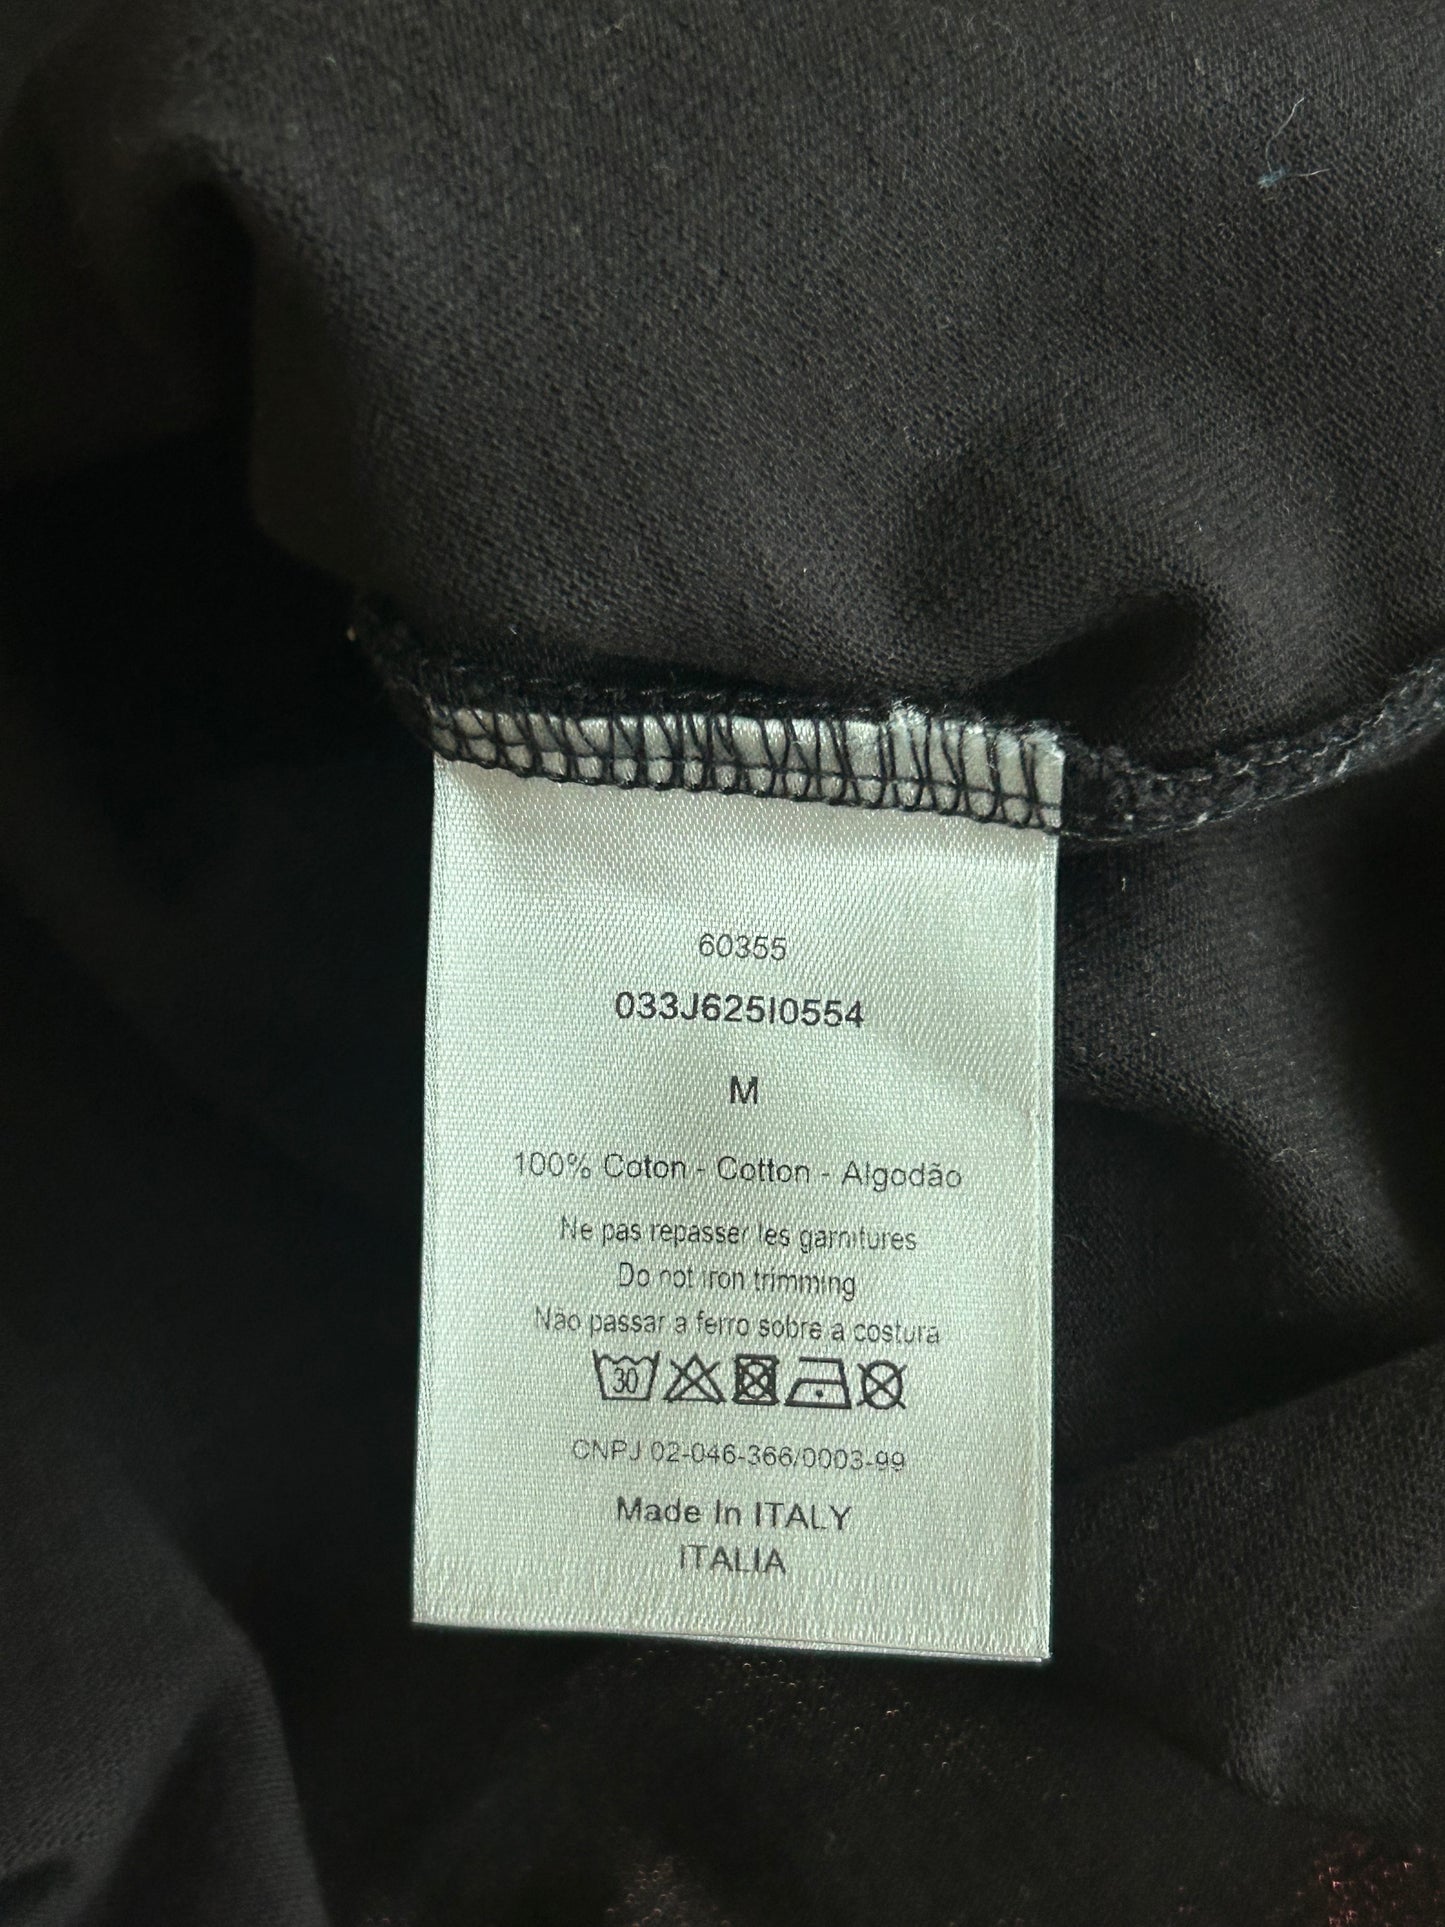 60355
033J625I0554
M
100% Coton - Cotton - Algodão
Ne pas repasser les garnitures
Do not iron trimming
Não passar a ferro sobre a costura
30
CNPJ 02-046-366/0003-99
Made In ITALY
ITALIA